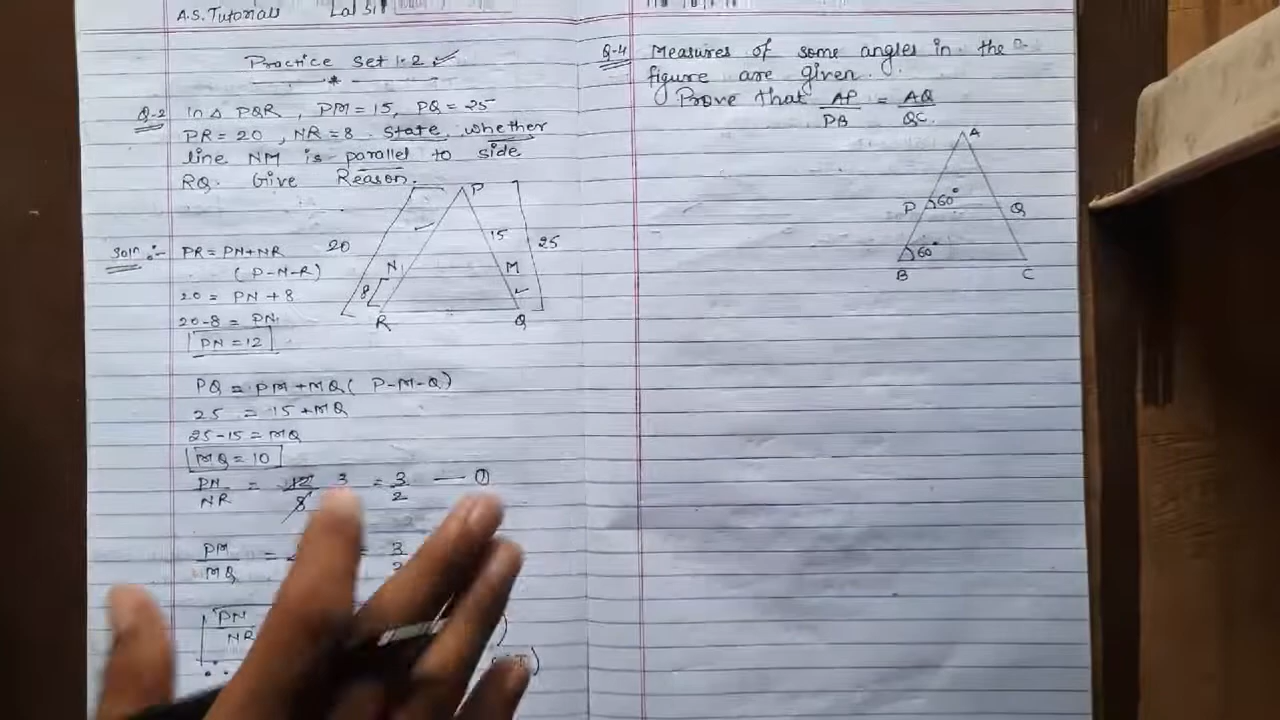 A.S. Tutorials
Practice Set 1.2
Q-2 In Δ PQR, PM=15, PQ=25
PR=20, NR=8. State whether
line NM is parallel to side
RQ. Give Reason.
P
20
15
25
N
M
8
R
Q
Soln :- PR = PN+NR
(P-N-R)
20 = PN + 8
20-8 = PN
PN = 12
PQ = PM+MQ ( P-M-Q)
25 = 15 + MQ
25-15 = MQ
MQ = 10
PN/NR = 12/8 3 = 3/2 — ①
PM/MQ = = 3/2
PN/NR
∴
Q-4 Measures of some angles in the
figure are given.
Prove that AP/PB = AQ/QC.
A
P 60° Q
60°
B C